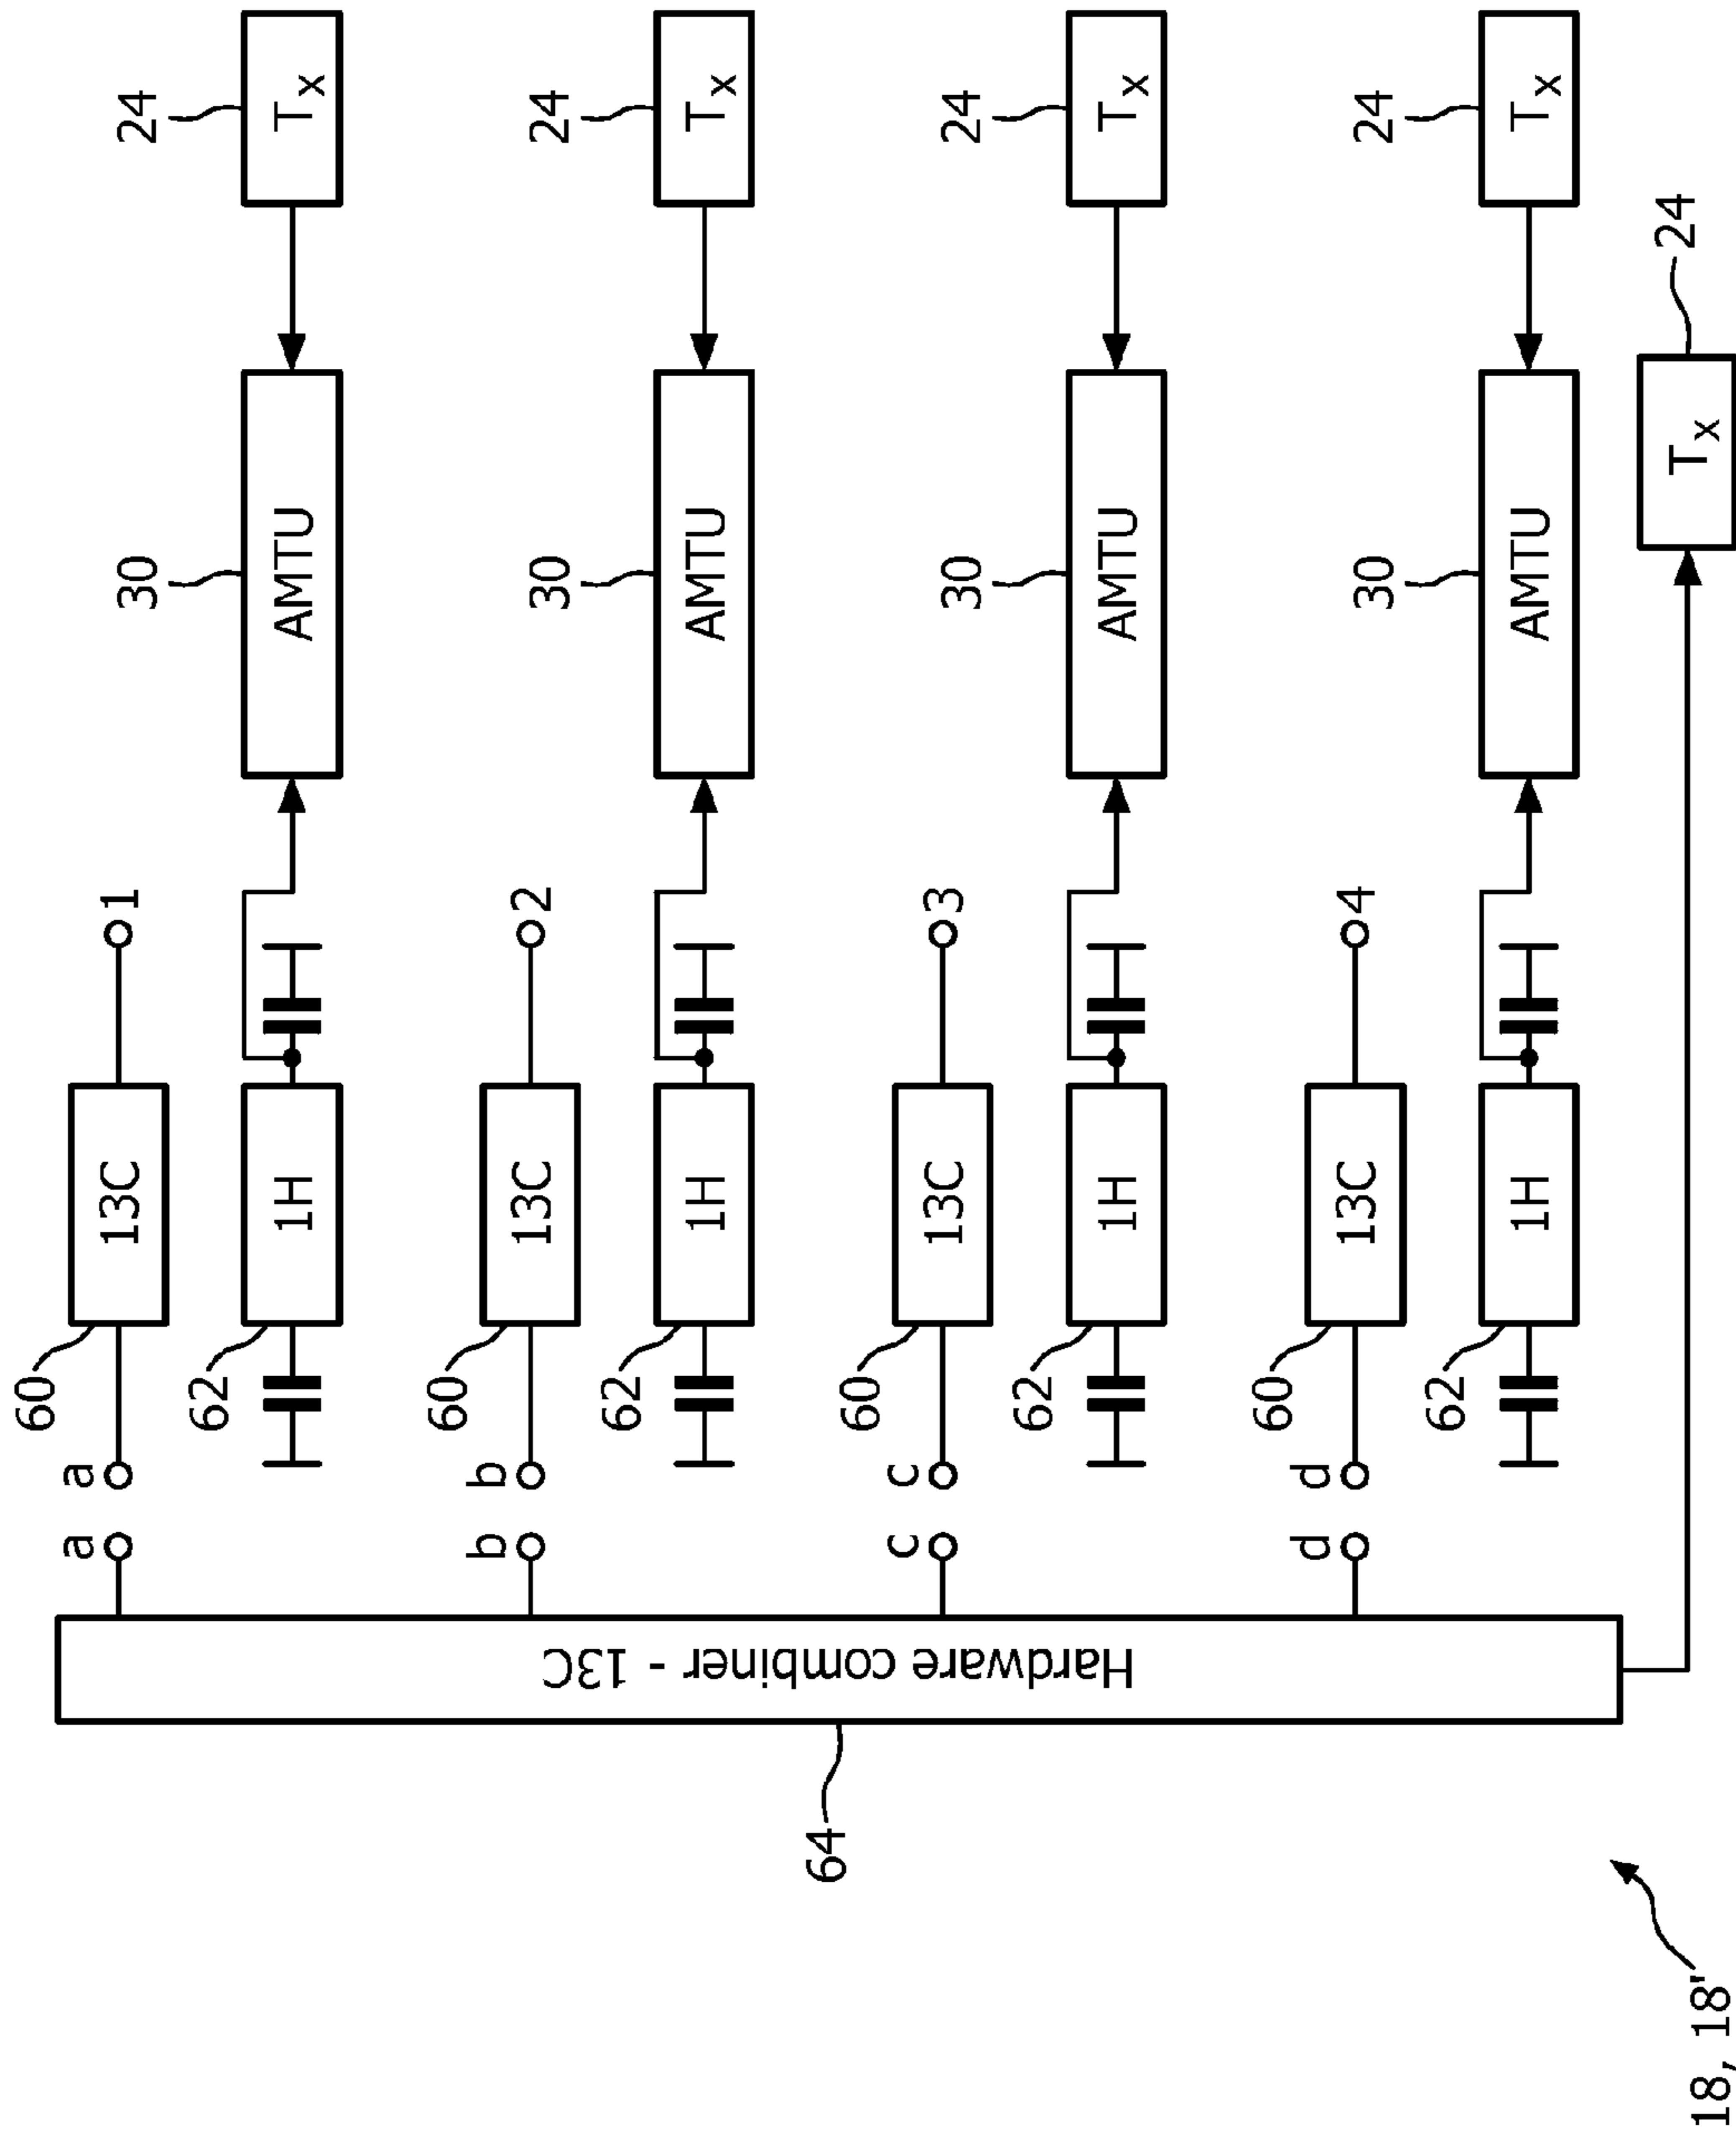 24
24
24
24
Tx
Tx
Tx
Tx
24
Tx
30
30
30
30
AMTU
AMTU
AMTU
AMTU
1
2
3
4
13C
13C
13C
13C
1H
1H
1H
1H
60
62
60
62
60
62
60
62
a
b
c
d
a
b
c
d
Hardware combiner - 13C
64
18, 18'